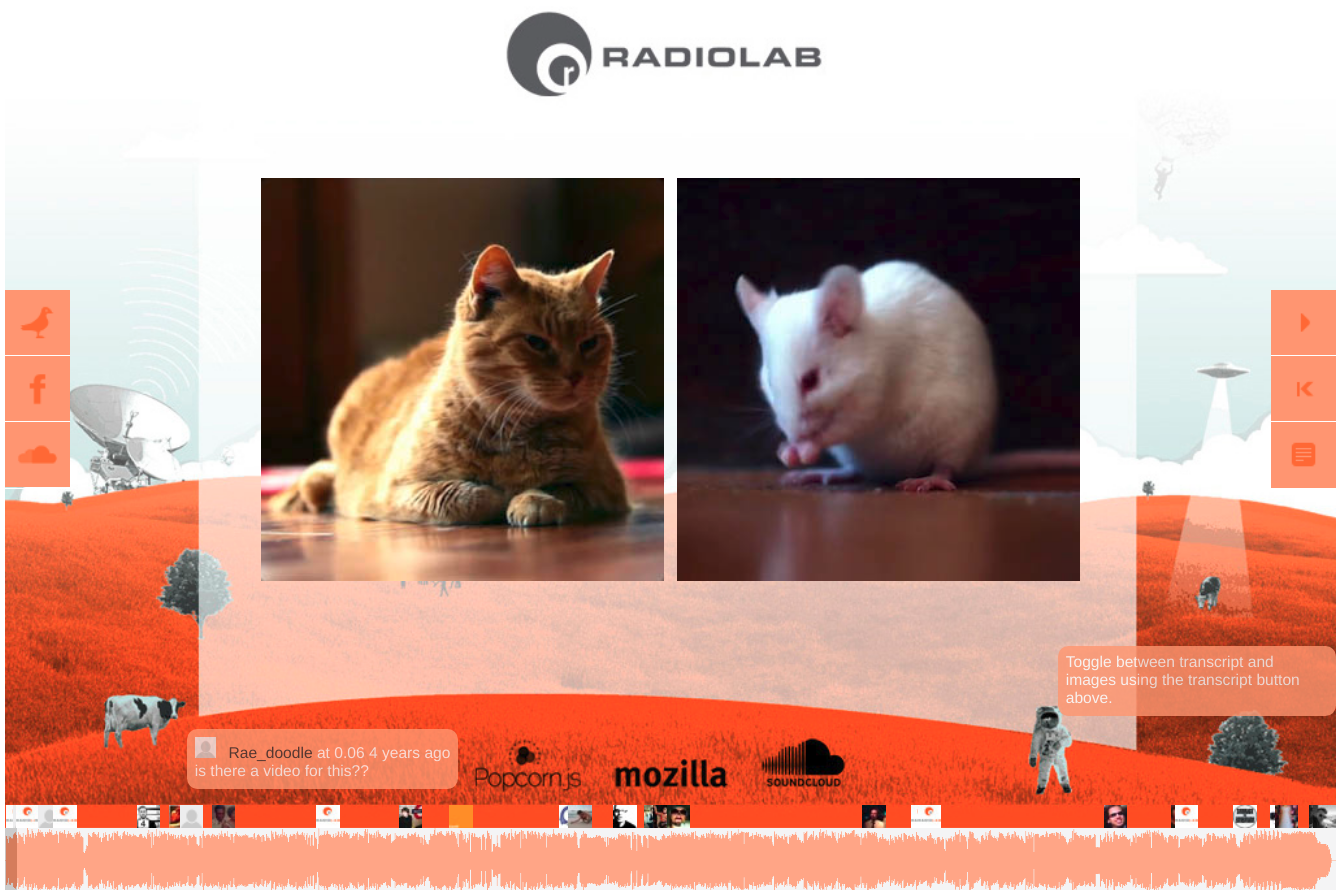 RADIOLAB
Toggle between transcript and
images using the transcript button
above.
Rae_doodle at 0.06 4 years ago
is there a video for this??
Popcorn.js
mozilla
SOUNDCLOUD